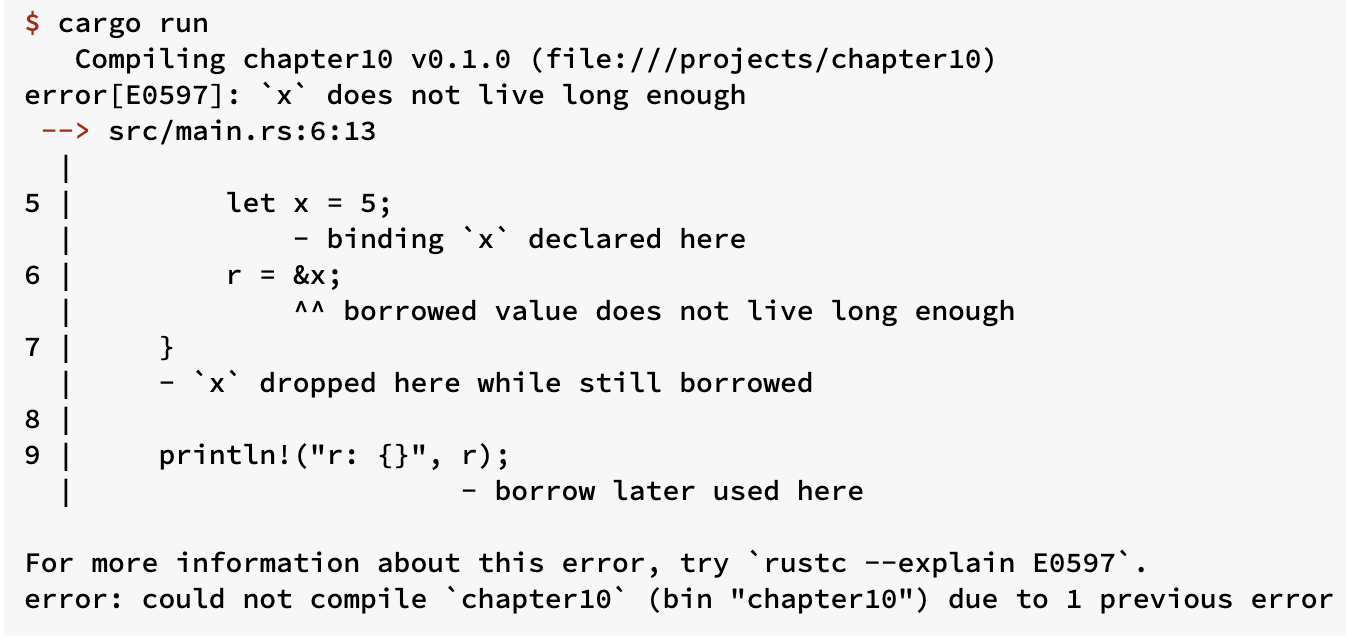 $ cargo run
   Compiling chapter10 v0.1.0 (file:///projects/chapter10)
error[E0597]: `x` does not live long enough
 --> src/main.rs:6:13
  |
5 |         let x = 5;
  |             - binding `x` declared here
6 |         r = &x;
  |             ^^ borrowed value does not live long enough
7 |     }
  |     - `x` dropped here while still borrowed
8 |
9 |     println!("r: {}", r);
  |                       - borrow later used here

For more information about this error, try `rustc --explain E0597`.
error: could not compile `chapter10` (bin "chapter10") due to 1 previous error